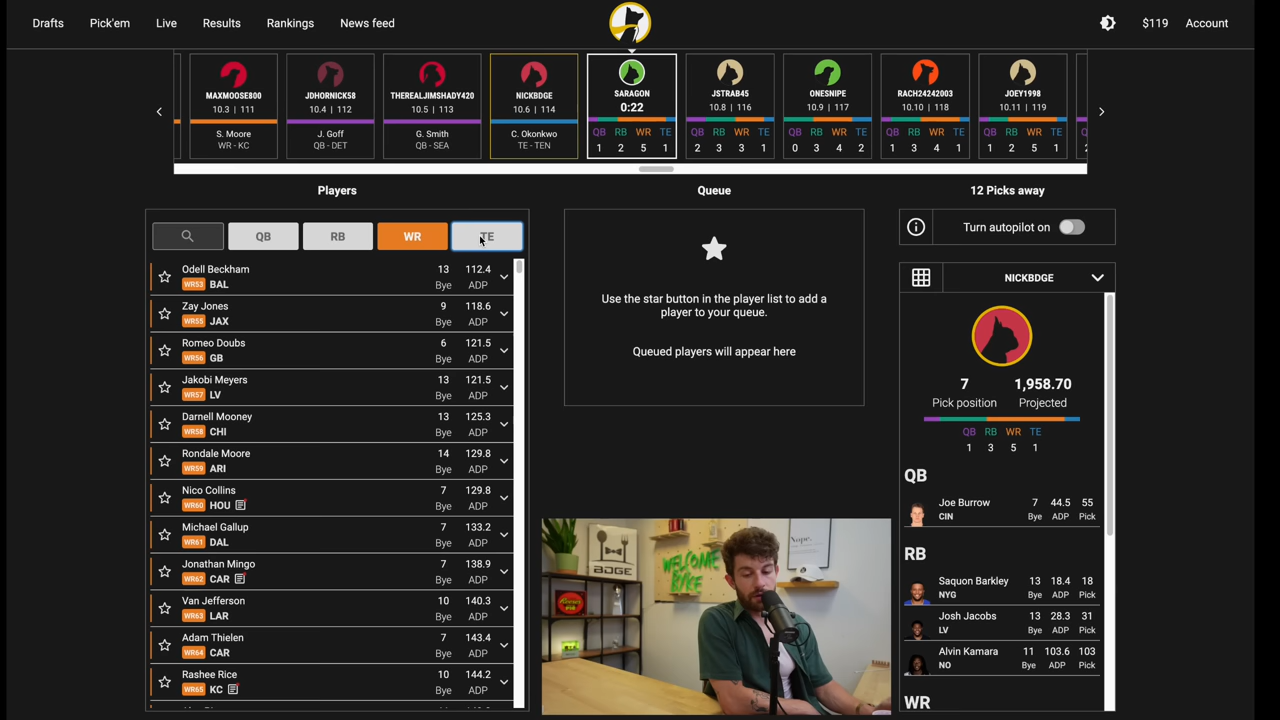 Drafts Pick'em Live Results Rankings News feed $119 Account
MAXMOOSE800 JDHORNICK58 THEREALJIMSHADY420 NICKBDGE SARAGON JSTRAB45 ONESNIPE RACH24242003 JOEY1998
10.3 | 111 10.4 | 112 10.5 | 113 10.6 | 114 0:22 10.8 | 116 10.9 | 117 10.10 | 118 10.11 | 119
S. Moore J. Goff G. Smith C. Okonkwo QB RB WR TE QB RB WR TE QB RB WR TE QB RB WR TE QB RB WR TE
WR - KC QB - DET QB - SEA TE - TEN 1 2 5 1 2 3 3 1 0 3 4 2 1 3 4 1 1 2 5 1
Players Queue 12 Picks away
QB RB WR TE
Odell Beckham 13 112.4
WR53 BAL Bye ADP
Zay Jones 9 118.6
WR55 JAX Bye ADP
Romeo Doubs 6 121.5
WR56 GB Bye ADP
Jakobi Meyers 13 121.5
WR57 LV Bye ADP
Darnell Mooney 13 125.3
WR58 CHI Bye ADP
Rondale Moore 14 129.8
WR59 ARI Bye ADP
Nico Collins 7 129.8
WR60 HOU Bye ADP
Michael Gallup 7 133.2
WR61 DAL Bye ADP
Jonathan Mingo 7 138.9
WR62 CAR Bye ADP
Van Jefferson 10 140.3
WR63 LAR Bye ADP
Adam Thielen 7 143.4
WR64 CAR Bye ADP
Rashee Rice 10 144.2
WR65 KC Bye ADP
Use the star button in the player list to add a
player to your queue.
Queued players will appear here
BDGE
WELCOME
Nope.
Turn autopilot on
NICKBDGE
7 1,958.70
Pick position Projected
QB RB WR TE
1 3 5 1
QB
Joe Burrow 7 44.5 55
CIN Bye ADP Pick
RB
Saquon Barkley 13 18.4 18
NYG Bye ADP Pick
Josh Jacobs 13 28.3 31
LV Bye ADP Pick
Alvin Kamara 11 103.6 103
NO Bye ADP Pick
WR